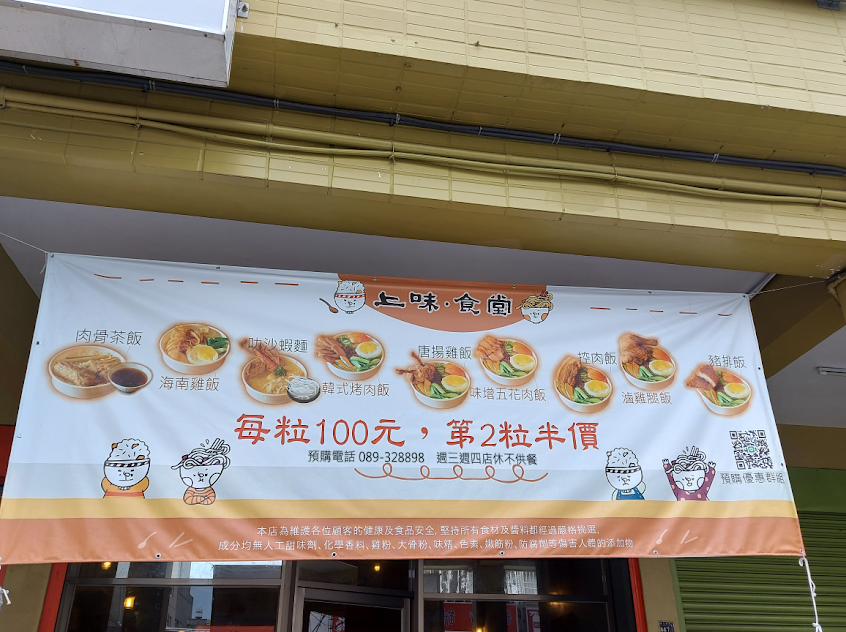 上味·食堂
肉骨茶飯
海南雞飯
叻沙蝦麵
韓式烤肉飯
唐揚雞飯
味增五花肉飯
控肉飯
滷雞腿飯
豬排飯
每粒100元，第2粒半價
預購電話 089-328898 週三週四店休不供餐
預購優惠群組
本店為維護各位顧客的健康及食品安全, 堅持所有食材及醬料都經過嚴格挑選,
成分均無人工甜味劑、化學香料、雞粉、大骨粉、味精、色素、嫩筋粉、防腐劑等傷害人體的添加物